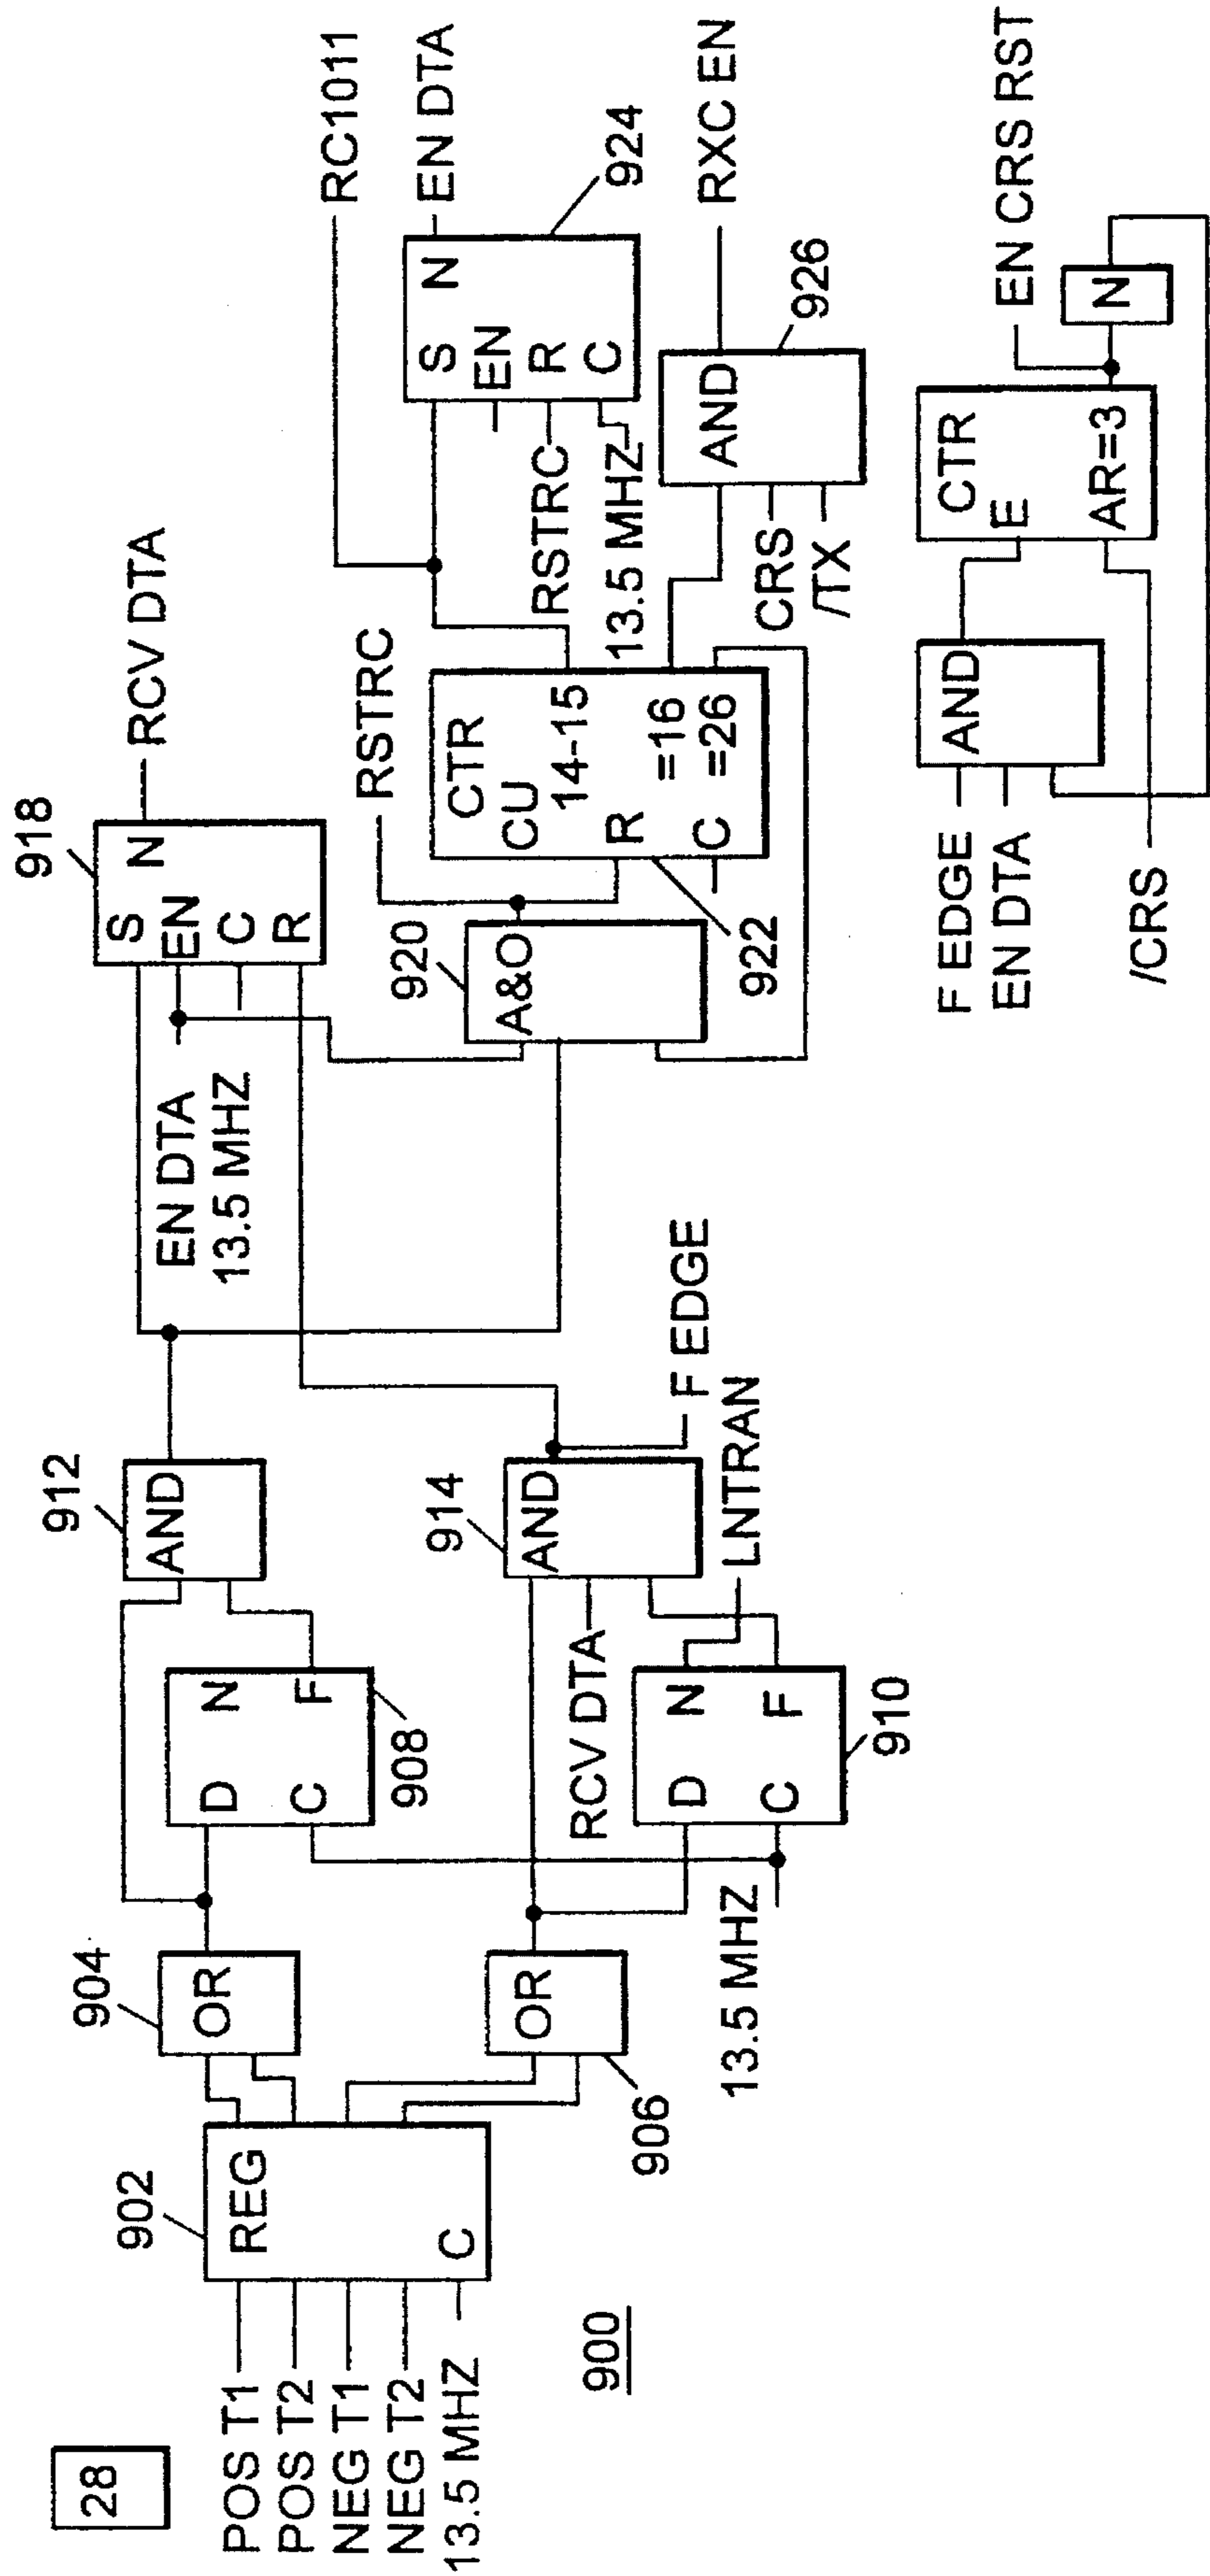 28
POS T1
POS T2
NEG T1
NEG T2
13.5 MHZ
900
902
REG
C
904
OR
906
OR
13.5 MHZ
D N
C F
908
D N
C F
910
RCV DTA
912
AND
914
AND
F EDGE
LNTRAN
EN DTA
13.5 MHZ
918
S N
EN
C
R
RCV DTA
920
A&O
RSTRC
922
CTR
CU
14-15
R =16
C =26
RC1011
S N
EN
R
C
EN DTA
924
RSTRC
13.5 MHZ
CRS
/TX
AND
926
RXC EN
F EDGE
EN DTA
/CRS
AND
CTR
E
AR=3
EN CRS RST
N